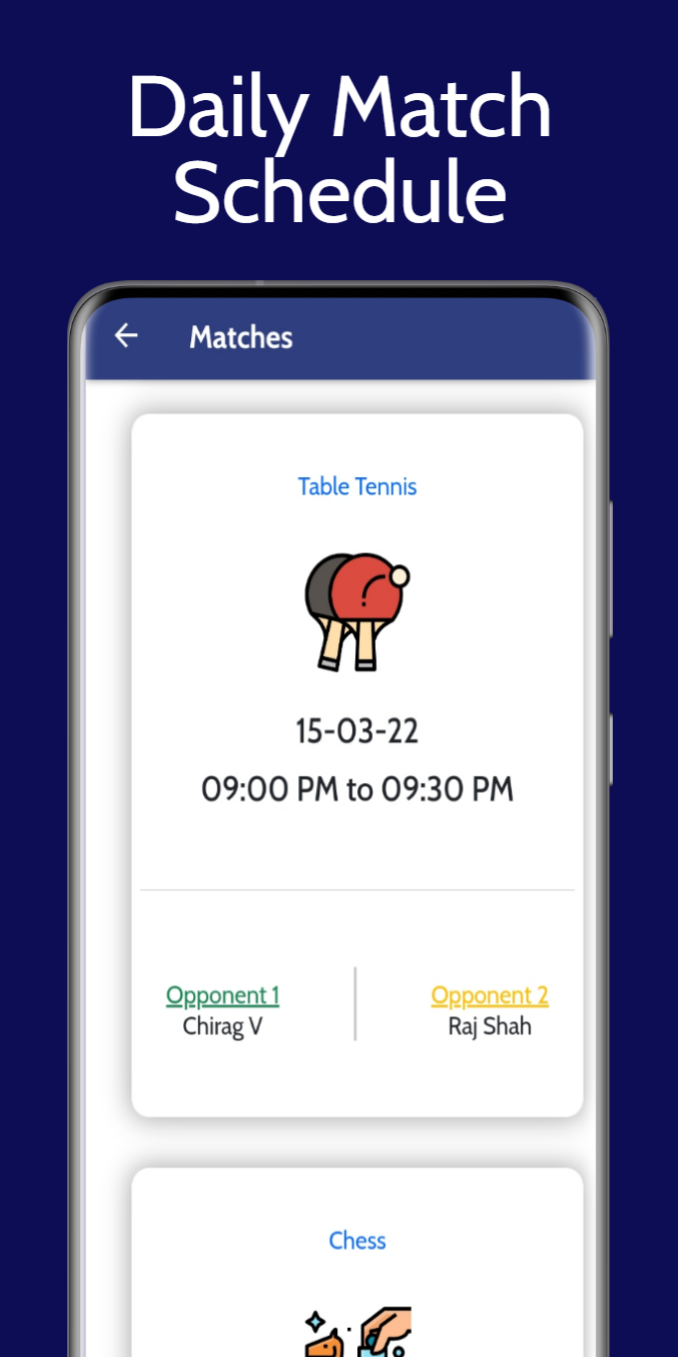 Daily Match
Schedule
Matches
Table Tennis
15-03-22
09:00 PM to 09:30 PM
Opponent 1
Opponent 2
Chirag V
Raj Shah
Chess